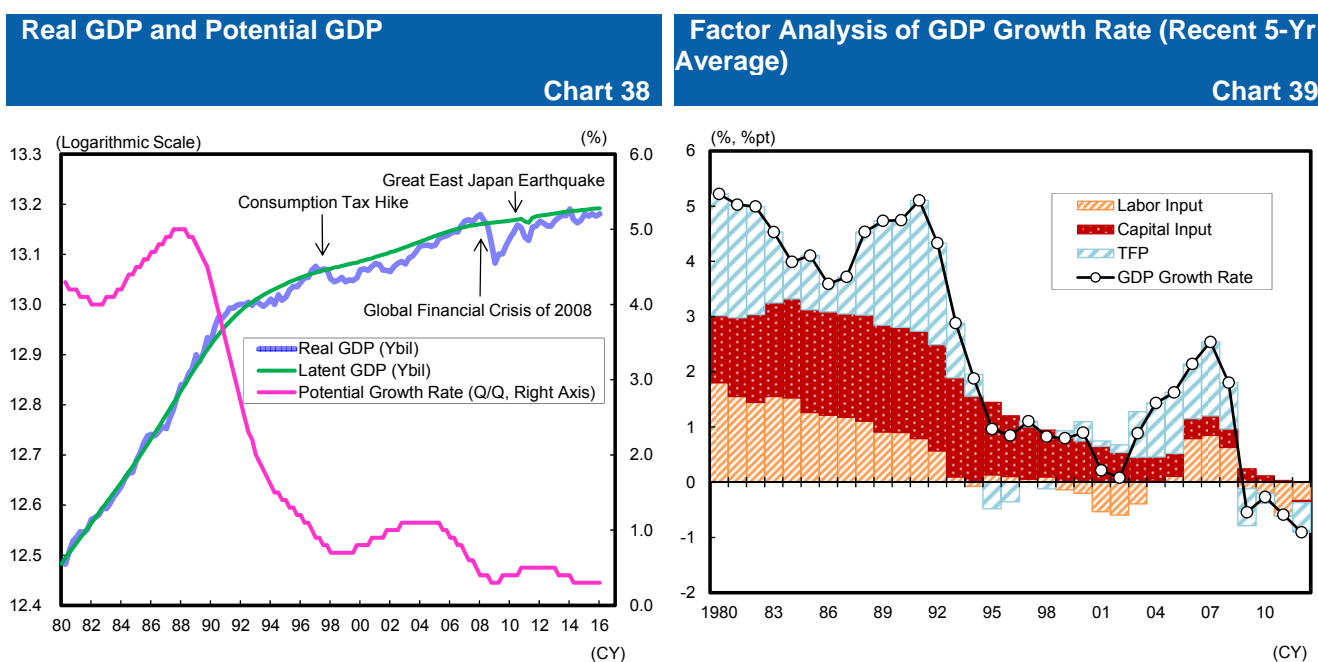 Real GDP and Potential GDP
Chart 38
(Logarithmic Scale)
(%)
13.3
13.2
13.1
13.0
12.9
12.8
12.7
12.6
12.5
12.4
6.0
5.0
4.0
3.0
2.0
1.0
0.0
Great East Japan Earthquake
Consumption Tax Hike
Global Financial Crisis of 2008
Real GDP (Ybil)
Latent GDP (Ybil)
Potential Growth Rate (Q/Q, Right Axis)
80 82 84 86 88 90 92 94 96 98 00 02 04 06 08 10 12 14 16
(CY)
Factor Analysis of GDP Growth Rate (Recent 5-Yr
Average)
Chart 39
(%, %pt)
6
5
4
3
2
1
0
-1
-2
Labor Input
Capital Input
TFP
GDP Growth Rate
1980 83 86 89 92 95 98 01 04 07 10
(CY)